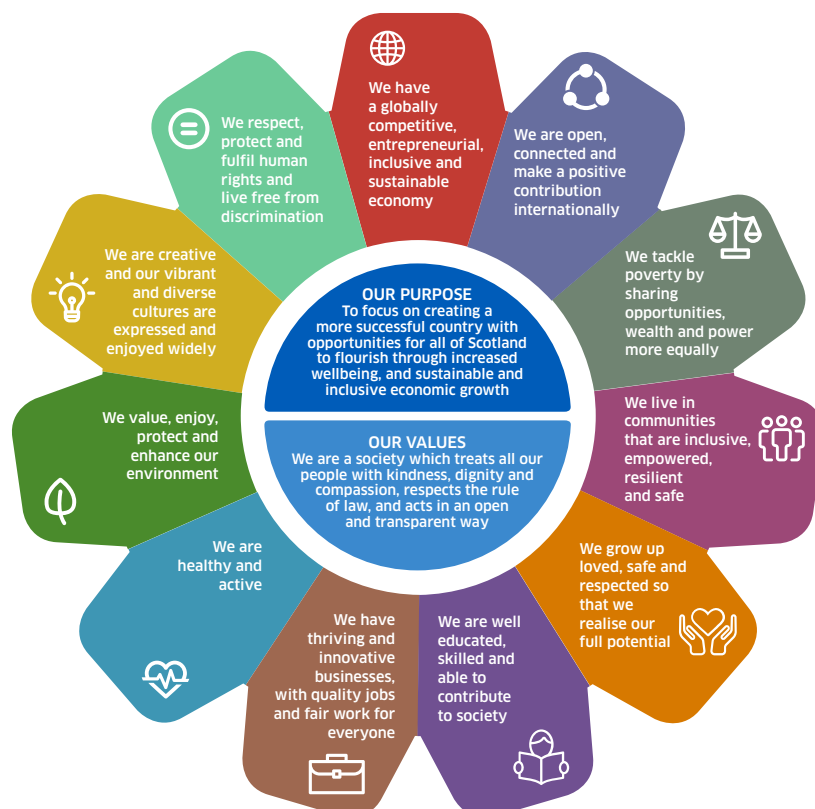 We have
a globally
competitive,
entrepreneurial,
inclusive and
sustainable
economy
We are open,
connected and
make a positive
contribution
internationally
We tackle
poverty by
sharing
opportunities,
wealth and power
more equally
We live in
communities
that are inclusive,
empowered,
resilient
and safe
We grow up
loved, safe and
respected so
that we
realise our
full potential
We are well
educated,
skilled and
able to
contribute
to society
We have
thriving and
innovative
businesses,
with quality jobs
and fair work for
everyone
We are
healthy and
active
We value, enjoy,
protect and
enhance our
environment
We are creative
and our vibrant
and diverse
cultures are
expressed and
enjoyed widely
We respect,
protect and
fulfil human
rights and
live free from
discrimination
OUR PURPOSE
To focus on creating a
more successful country with
opportunities for all of Scotland
to flourish through increased
wellbeing, and sustainable and
inclusive economic growth
OUR VALUES
We are a society which treats all our
people with kindness, dignity and
compassion, respects the rule
of law, and acts in an open
and transparent way